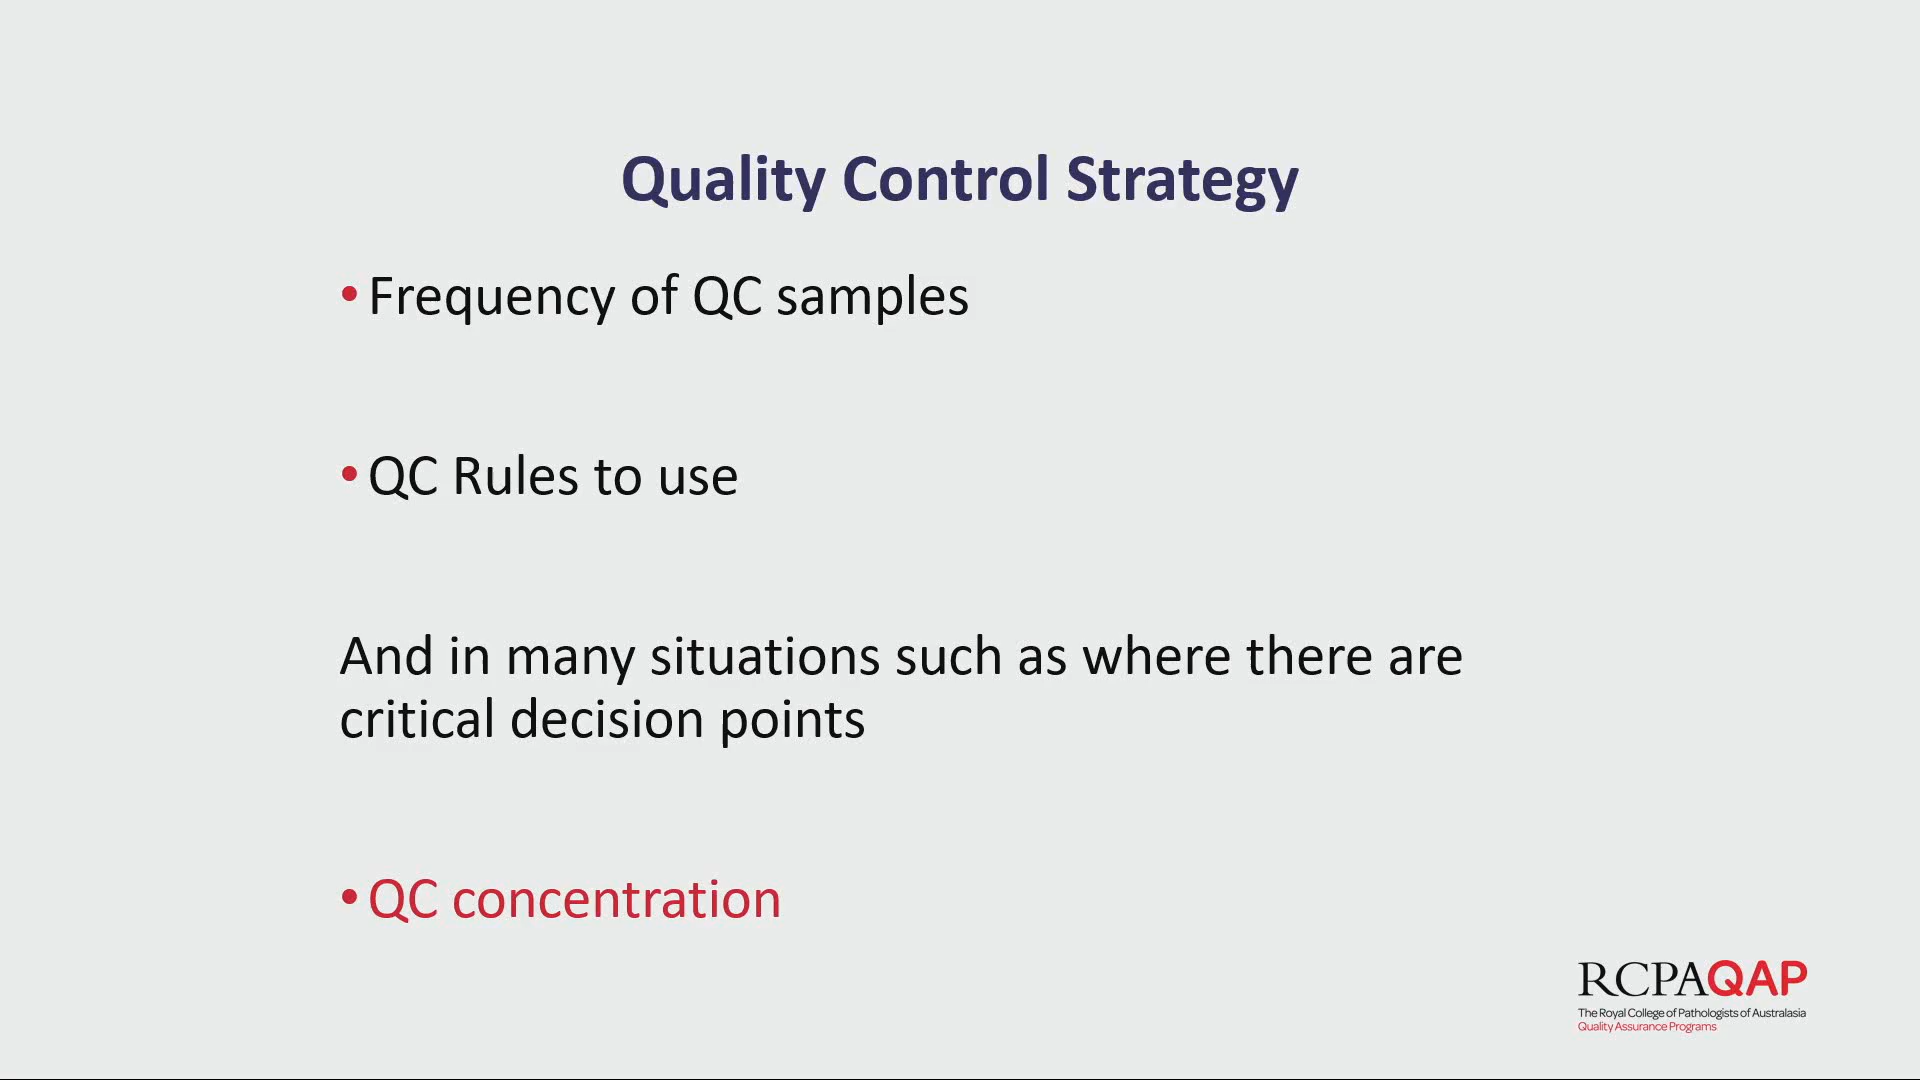 Quality Control Strategy
• Frequency of QC samples
• QC Rules to use
And in many situations such as where there are
critical decision points
• QC concentration
RCPAQAP
The Royal College of Pathologists of Australasia
Quality Assurance Programs